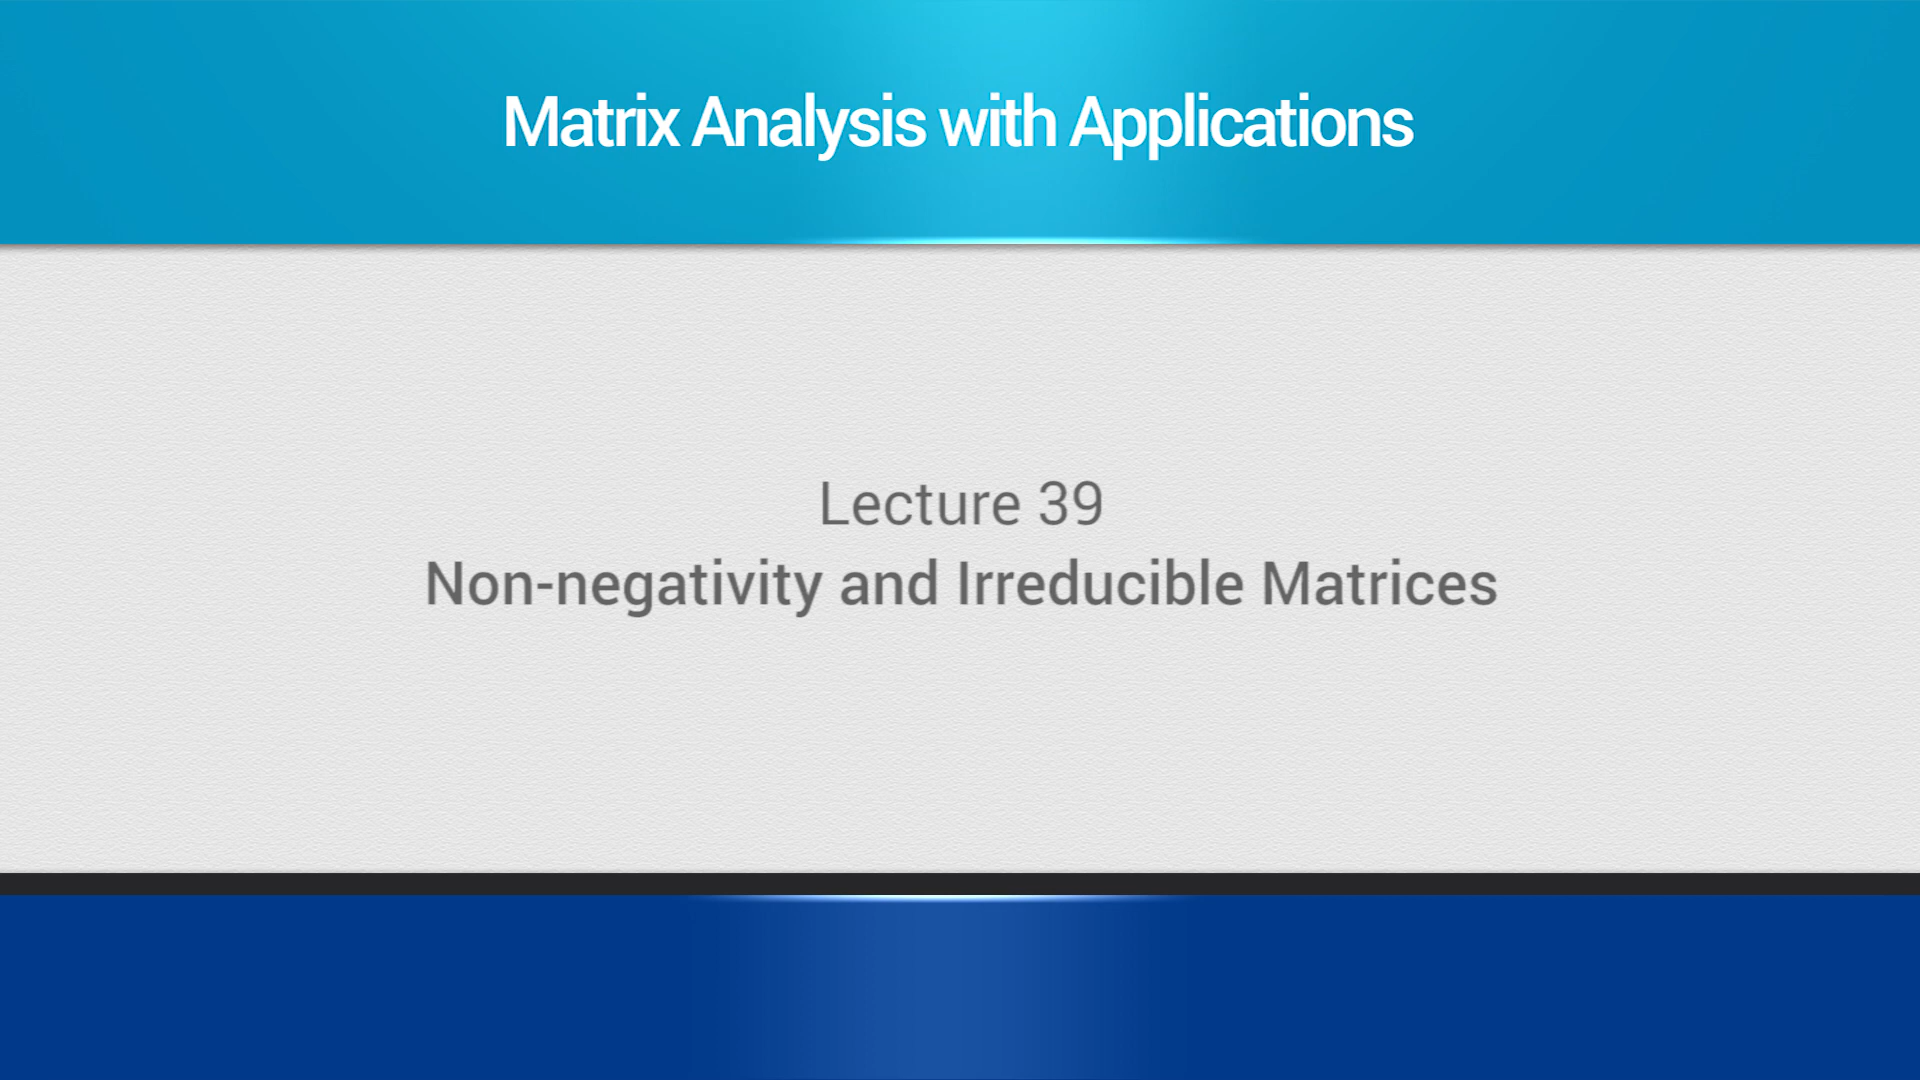 Matrix Analysis with Applications
Lecture 39
Non-negativity and Irreducible Matrices